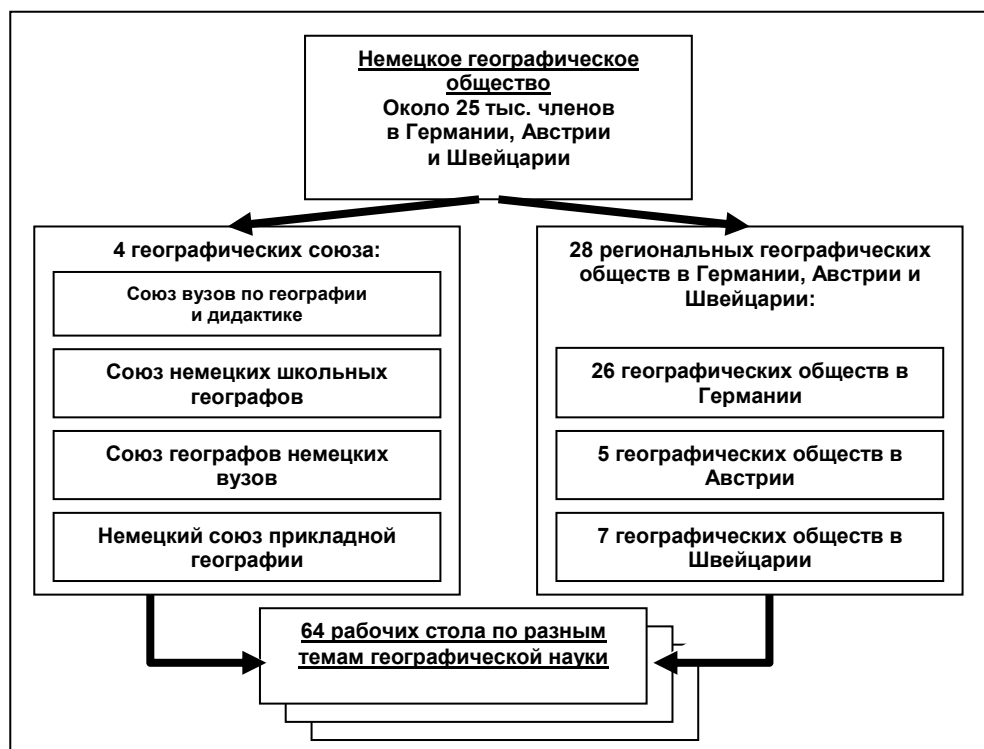 Немецкое географическое
общество
Около 25 тыс. членов
в Германии, Австрии
и Швейцарии
4 географических союза:
Союз вузов по географии
и дидактике
Союз немецких школьных
географов
Союз географов немецких
вузов
Немецкий союз прикладной
географии
28 региональных географических
обществ в Германии, Австрии и
Швейцарии:
26 географических обществ в
Германии
5 географических обществ в
Австрии
7 географических обществ в
Швейцарии
64 рабочих стола по разным
темам географической науки